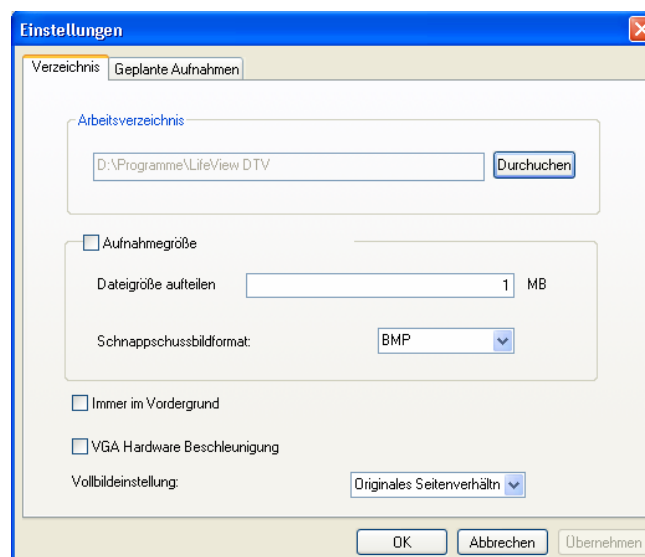 Einstellungen
Verzeichnis Geplante Aufnahmen
Arbeitsverzeichnis
D:\Programme\LifeView DTV Durchuchen
Aufnahmegröße
Dateigröße aufteilen 1 MB
Schnappschussbildformat: BMP
Immer im Vordergrund
VGA Hardware Beschleunigung
Vollbildeinstellung: Originales Seitenverhältn
OK Abbrechen Übernehmen